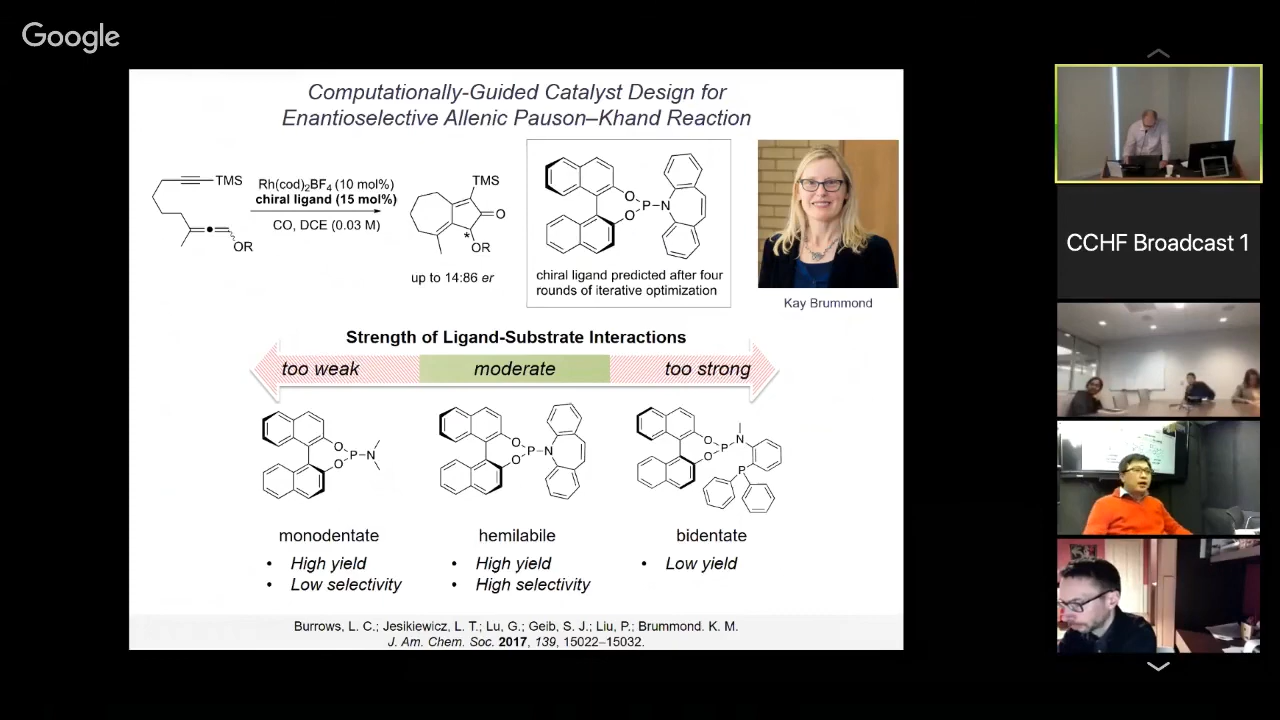 Google
Computationally-Guided Catalyst Design for
Enantioselective Allenic Pauson–Khand Reaction
TMS
OR
Rh(cod)2BF4 (10 mol%)
chiral ligand (15 mol%)
CO, DCE (0.03 M)
TMS
O
*
OR
up to 14:86 er
O
O
P
N
chiral ligand predicted after four
rounds of iterative optimization
Kay Brummond
CCHF Broadcast 1
Strength of Ligand-Substrate Interactions
too weak
moderate
too strong
O
O
P
N
O
O
P
N
O
O
P
N
P
monodentate
• High yield
• Low selectivity
hemilabile
• High yield
• High selectivity
bidentate
• Low yield
Burrows, L. C.; Jesikiewicz, L. T.; Lu, G.; Geib, S. J.; Liu, P.; Brummond. K. M.
J. Am. Chem. Soc. 2017, 139, 15022–15032.